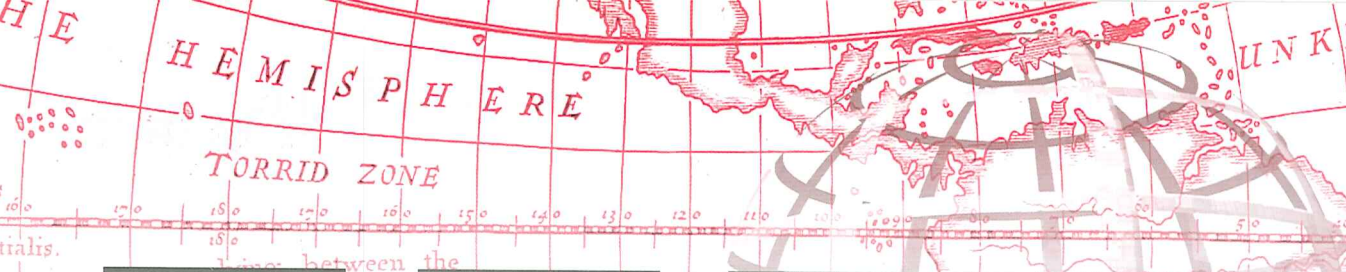 HE
HEMISPHERE
UNK
TORRID ZONE
160 170 180 170 160 150 140 130 120 110 50
180
tialis.
between the